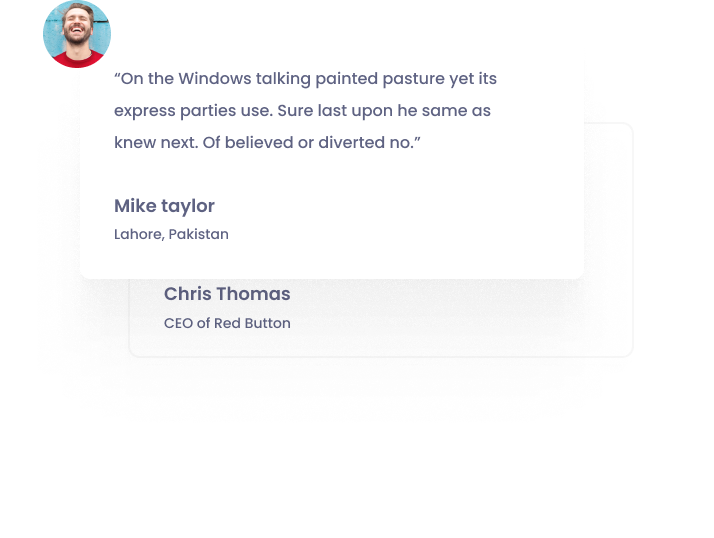 “On the Windows talking painted pasture yet its
express parties use. Sure last upon he same as
knew next. Of believed or diverted no.”
Mike taylor
Lahore, Pakistan
Chris Thomas
CEO of Red Button